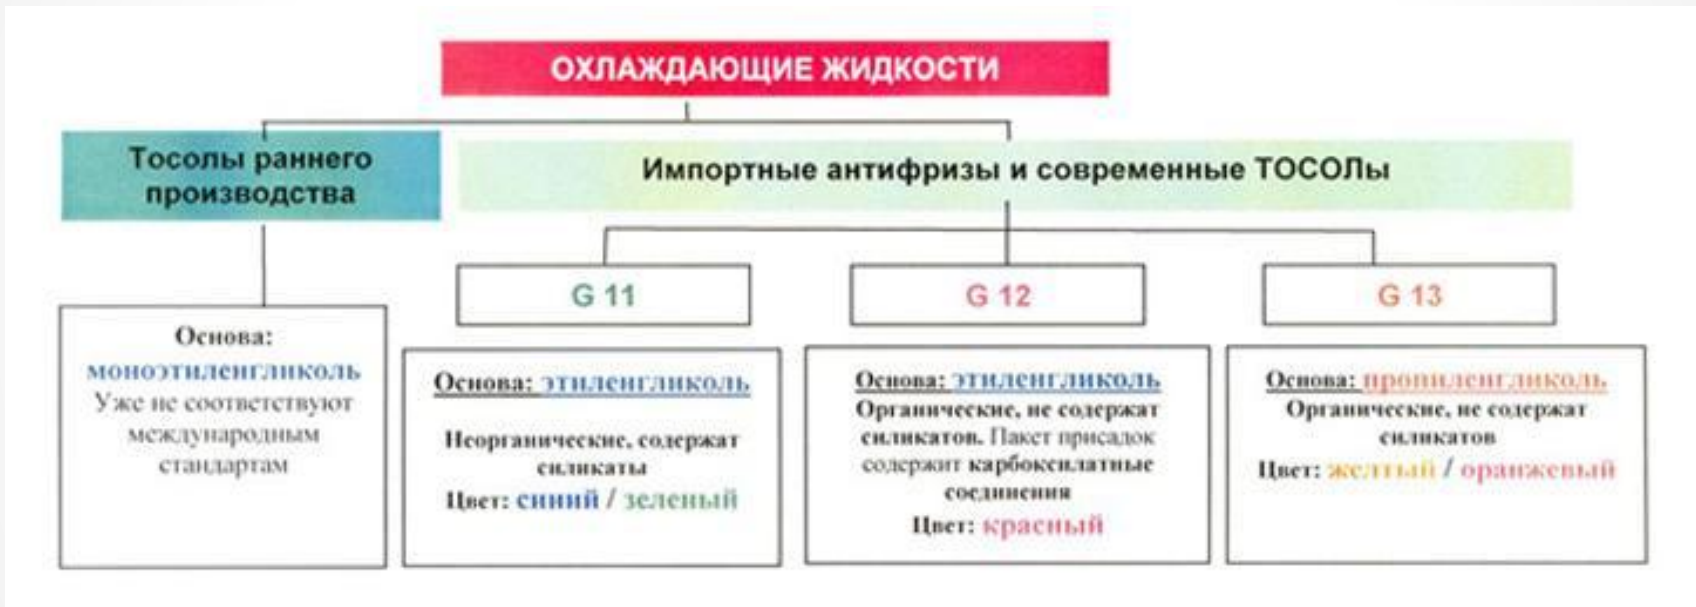 ОХЛАЖДАЮЩИЕ ЖИДКОСТИ
Тосолы раннего
производства
Импортные антифризы и современные ТОСОЛы
G 11
G 12
G 13
Основа:
моноэтиленгликоль
Уже не соответствуют
международным
стандартам
Основа: этиленгликоль
Неорганические, содержат
силикаты
Цвет: синий / зеленый
Основа: этиленгликоль
Органические, не содержат
силикатов. Пакет присадок
содержит карбоксилатные
соединения
Цвет: красный
Основа: пропиленгликоль
Органические, не содержат
силикатов
Цвет: желтый / оранжевый